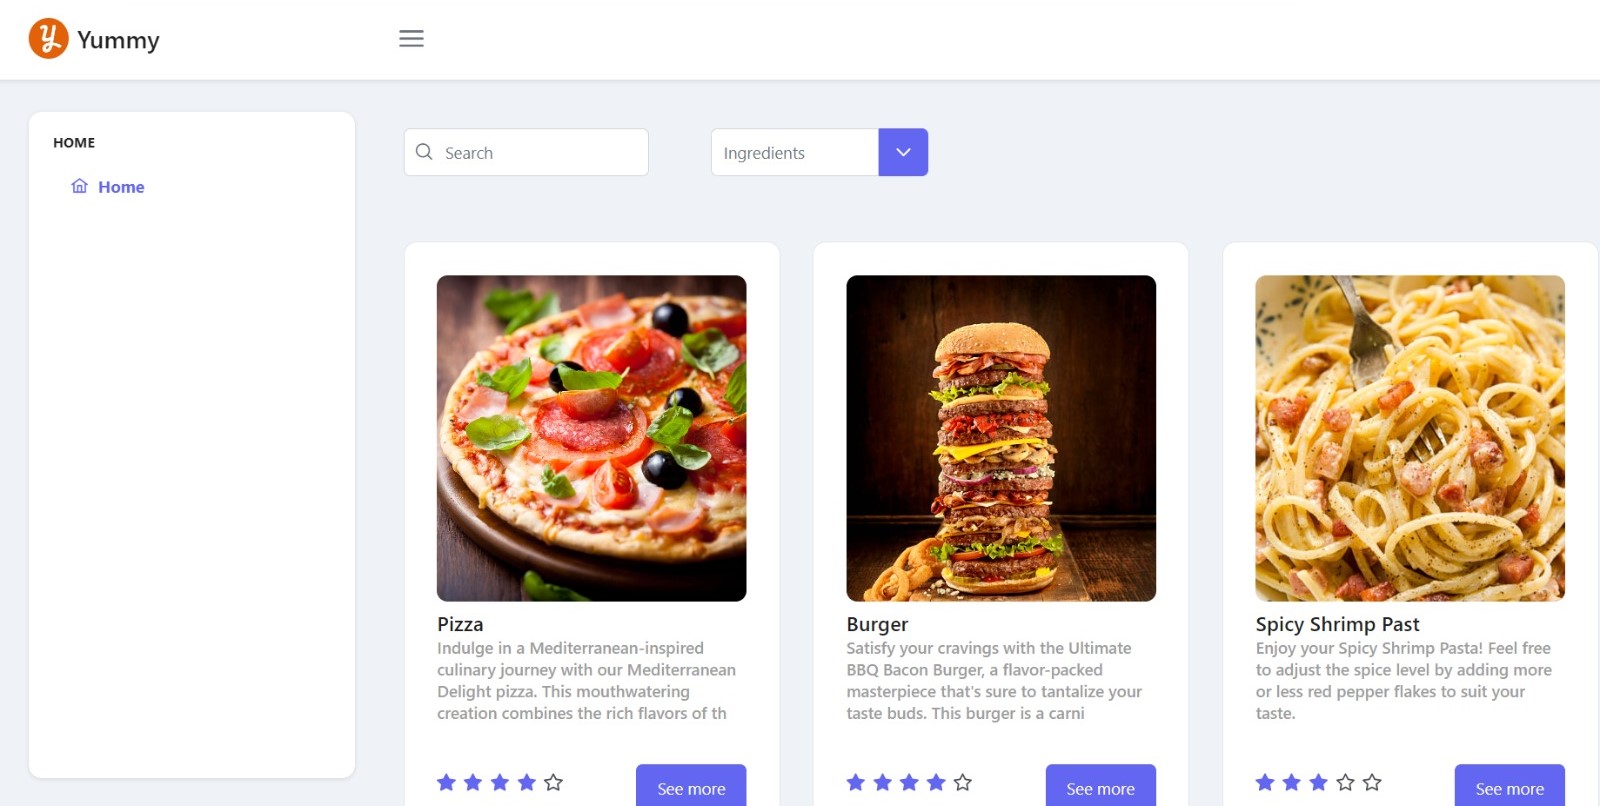 Yummy
HOME
Home
Search
Ingredients
Pizza
Indulge in a Mediterranean-inspired
culinary journey with our Mediterranean
Delight pizza. This mouthwatering
creation combines the rich flavors of th
See more
Burger
Satisfy your cravings with the Ultimate
BBQ Bacon Burger, a flavor-packed
masterpiece that's sure to tantalize your
taste buds. This burger is a carni
See more
Spicy Shrimp Past
Enjoy your Spicy Shrimp Pasta! Feel free
to adjust the spice level by adding more
or less red pepper flakes to suit your
taste.
See more